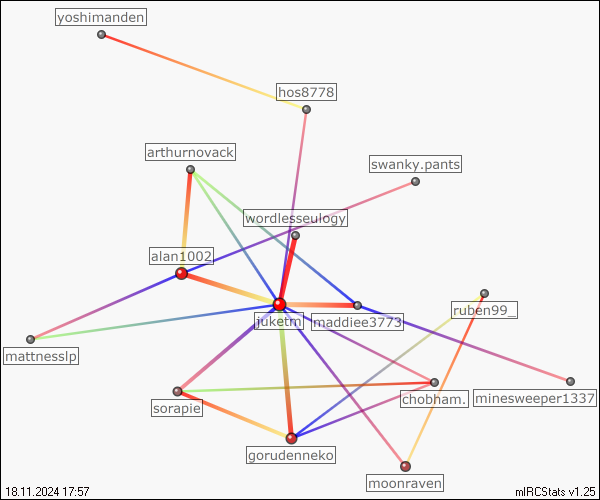 yoshimanden
hos8778
arthurnovack
swanky.pants
wordlesseulogy
alan1002
ruben99_
juketm
maddiee3773
mattnesslp
chobham.
minesweeper1337
sorapie
gorudenneko
moonraven
18.11.2024 17:57
mIRCStats v1.25